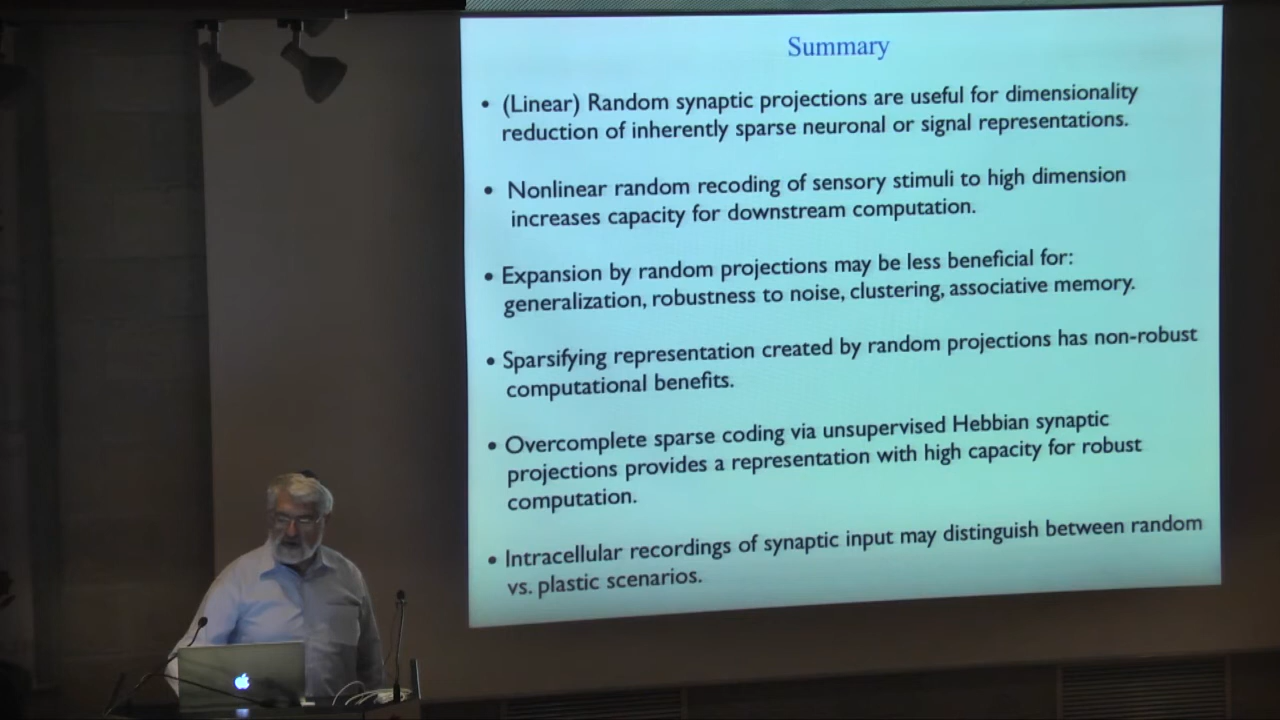 Summary
• (Linear) Random synaptic projections are useful for dimensionality
reduction of inherently sparse neuronal or signal representations.
• Nonlinear random recoding of sensory stimuli to high dimension
increases capacity for downstream computation.
• Expansion by random projections may be less beneficial for:
generalization, robustness to noise, clustering, associative memory.
• Sparsifying representation created by random projections has non-robust
computational benefits.
• Overcomplete sparse coding via unsupervised Hebbian synaptic
projections provides a representation with high capacity for robust
computation.
• Intracellular recordings of synaptic input may distinguish between random
vs. plastic scenarios.